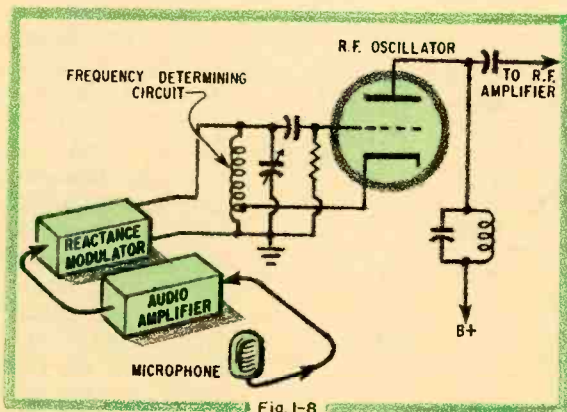 R.F. OSCILLATOR
FREQUENCY DETERMINING
CIRCUIT
TO R.F.
AMPLIFIER
REACTANCE
MODULATOR
AUDIO
AMPLIFIER
B+
MICROPHONE
Fig. 1-8